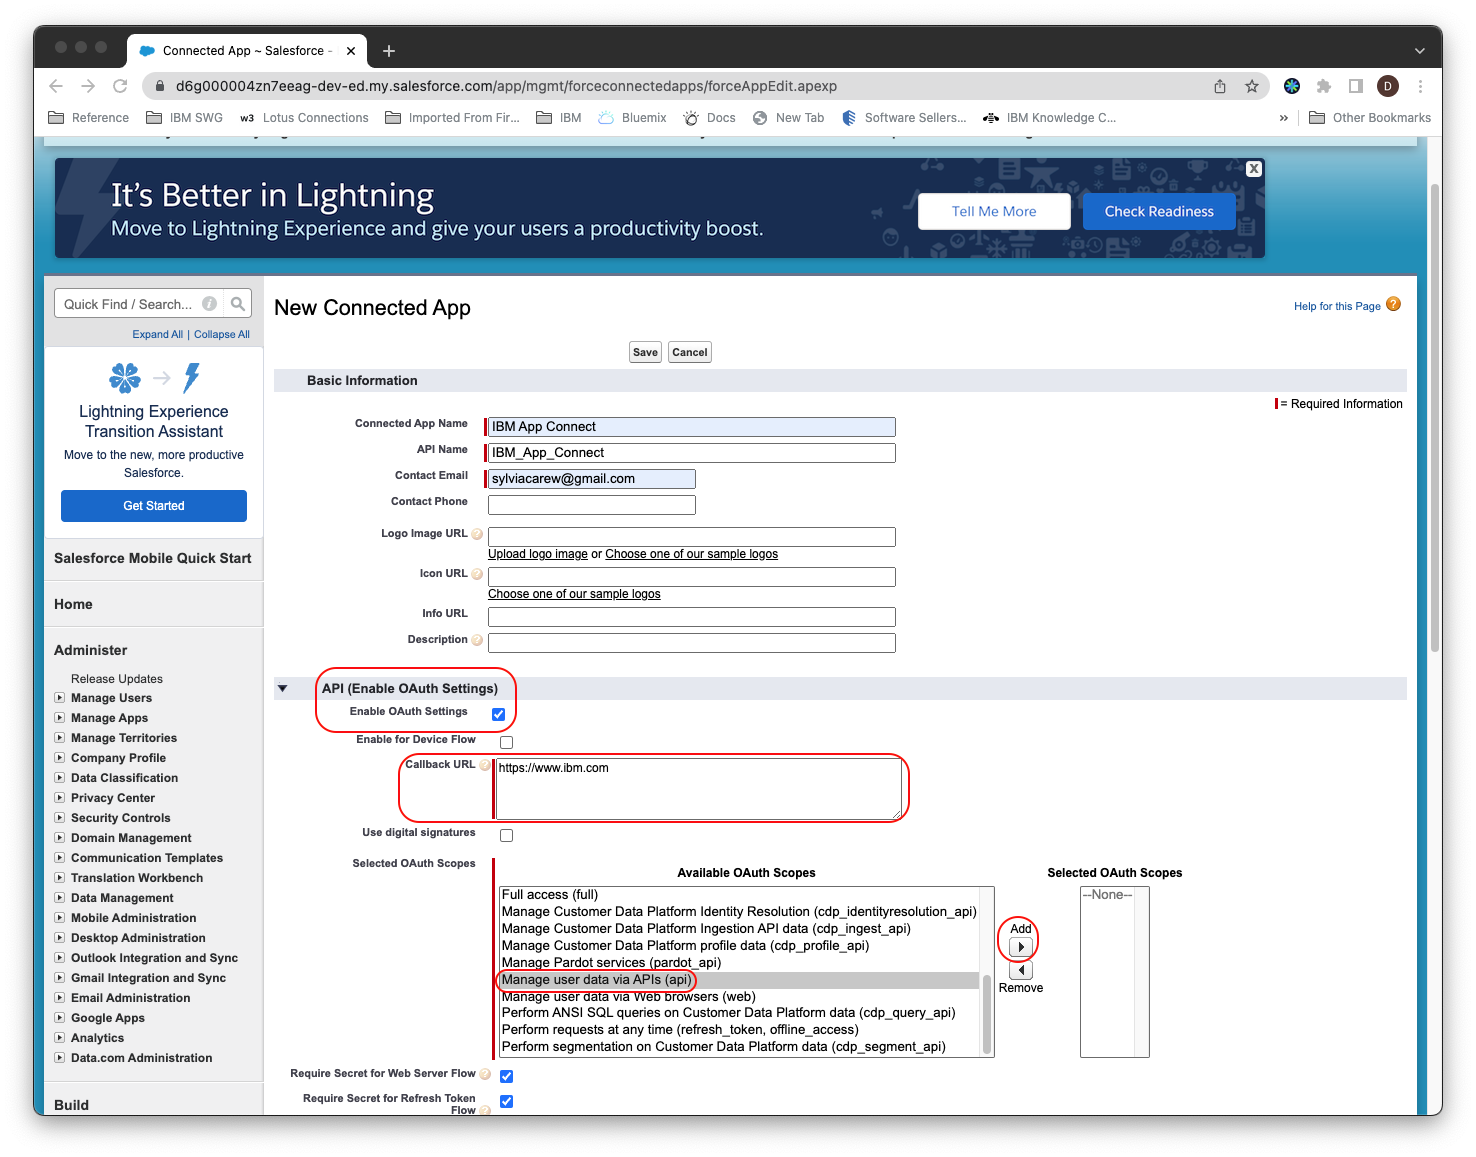 Connected App ~ Salesforce -
d6g000004zn7eeag-dev-ed.my.salesforce.com/app/mgmt/forceconnectedapps/forceAppEdit.apexp
D
Reference
IBM SWG
w3 Lotus Connections
Imported From Fir...
IBM
Bluemix
Docs
New Tab
Software Sellers...
IBM Knowledge C...
»
Other Bookmarks
It's Better in Lightning
Move to Lightning Experience and give your users a productivity boost.
Tell Me More
Check Readiness
X
Quick Find / Search...
Expand All | Collapse All
Lightning Experience
Transition Assistant
Move to the new, more productive
Salesforce.
Get Started
Salesforce Mobile Quick Start
Home
Administer
Release Updates
Manage Users
Manage Apps
Manage Territories
Company Profile
Data Classification
Privacy Center
Security Controls
Domain Management
Communication Templates
Translation Workbench
Data Management
Mobile Administration
Desktop Administration
Outlook Integration and Sync
Gmail Integration and Sync
Email Administration
Google Apps
Analytics
Data.com Administration
Build
New Connected App
Help for this Page ?
Save
Cancel
Basic Information
= Required Information
Connected App Name
IBM App Connect
API Name
IBM_App_Connect
Contact Email
sylviacarew@gmail.com
Contact Phone
Logo Image URL
Upload logo image or Choose one of our sample logos
Icon URL
Choose one of our sample logos
Info URL
Description
API (Enable OAuth Settings)
Enable OAuth Settings
Enable for Device Flow
Callback URL
https://www.ibm.com
Use digital signatures
Selected OAuth Scopes
Available OAuth Scopes
Full access (full)
Manage Customer Data Platform Identity Resolution (cdp_identityresolution_api)
Manage Customer Data Platform Ingestion API data (cdp_ingest_api)
Manage Customer Data Platform profile data (cdp_profile_api)
Manage Pardot services (pardot_api)
Manage user data via APIs (api)
Manage user data via Web browsers (web)
Perform ANSI SQL queries on Customer Data Platform data (cdp_query_api)
Perform requests at any time (refresh_token, offline_access)
Perform segmentation on Customer Data Platform data (cdp_segment_api)
Add
Remove
Selected OAuth Scopes
--None--
Require Secret for Web Server Flow
Require Secret for Refresh Token
Flow